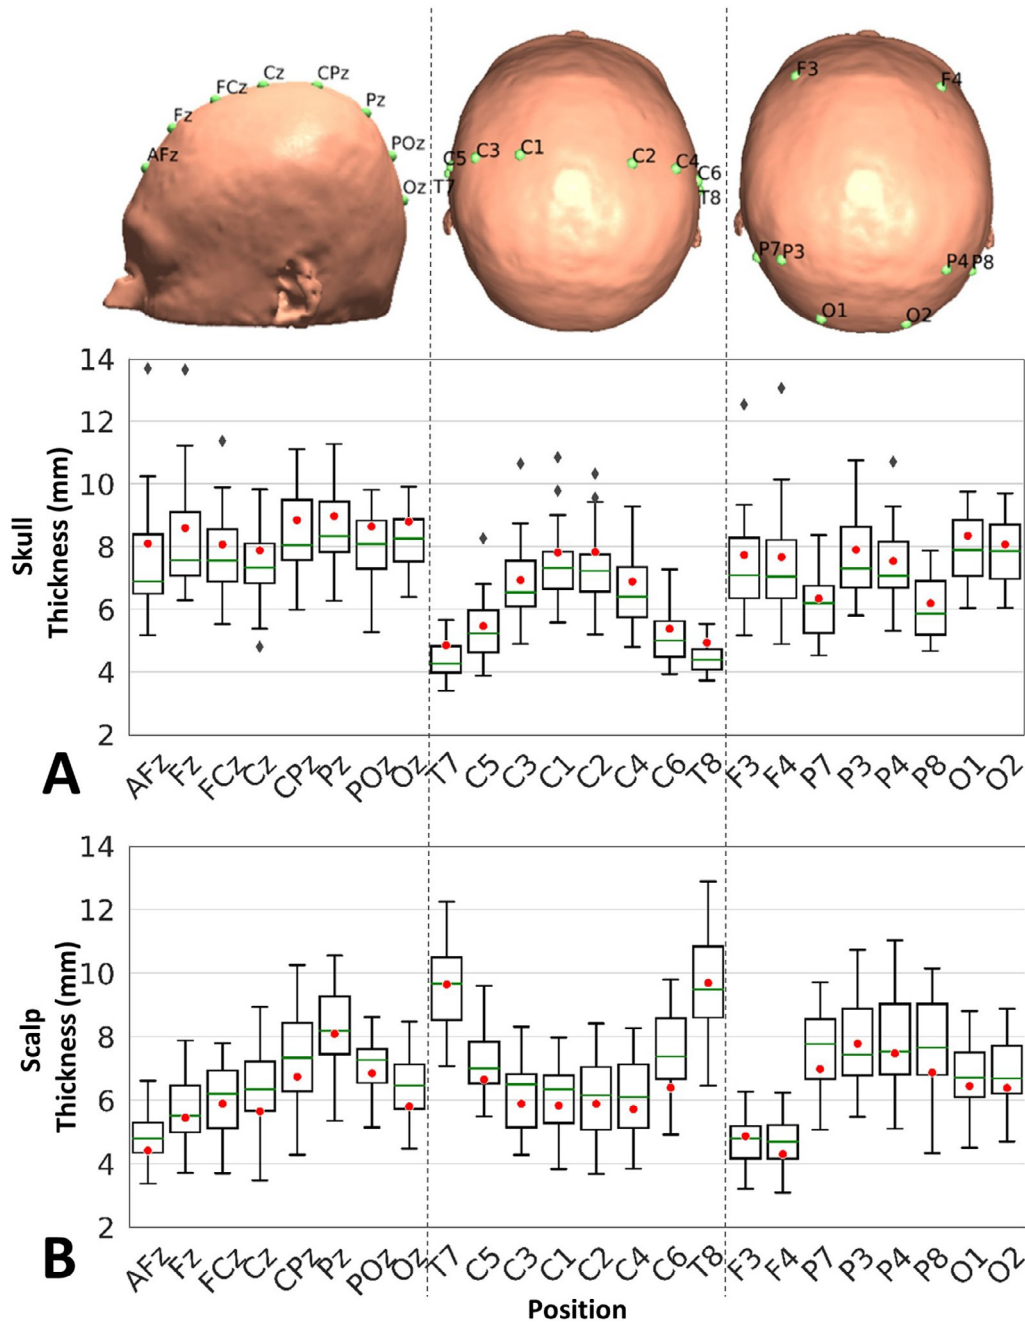 AFz Fz FCz Cz CPz Pz POz Oz
C5 C3 C1 C2 C4 C6
T7 T8
F3 F4
P7 P3 P4 P8
O1 O2
14
12
10
8
6
4
2
Skull
Thickness (mm)
A
AFz Fz FCz Cz CPz Pz POz Oz T7 C5 C3 C1 C2 C4 C6 T8 F3 F4 P7 P3 P4 P8 O1 O2
14
12
10
8
6
4
2
Scalp
Thickness (mm)
B
AFz Fz FCz Cz CPz Pz POz Oz T7 C5 C3 C1 C2 C4 C6 T8 F3 F4 P7 P3 P4 P8 O1 O2
Position